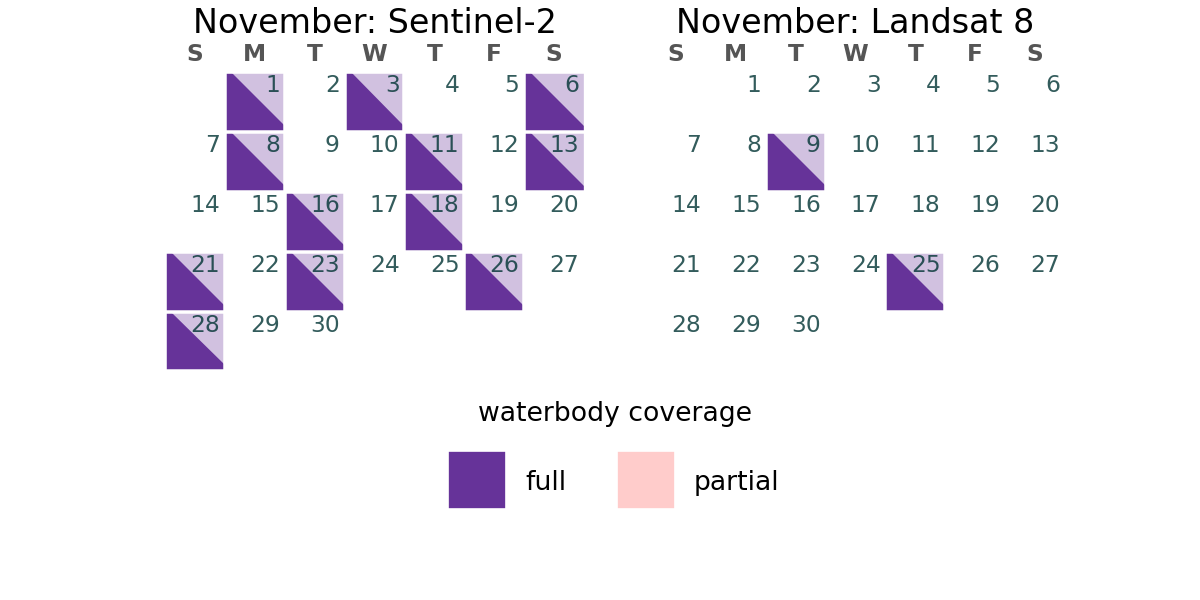 November: Sentinel-2
S M T W T F S
1 2 3 4 5 6
7 8 9 10 11 12 13
14 15 16 17 18 19 20
21 22 23 24 25 26 27
28 29 30
November: Landsat 8
S M T W T F S
1 2 3 4 5 6
7 8 9 10 11 12 13
14 15 16 17 18 19 20
21 22 23 24 25 26 27
28 29 30
waterbody coverage
full partial